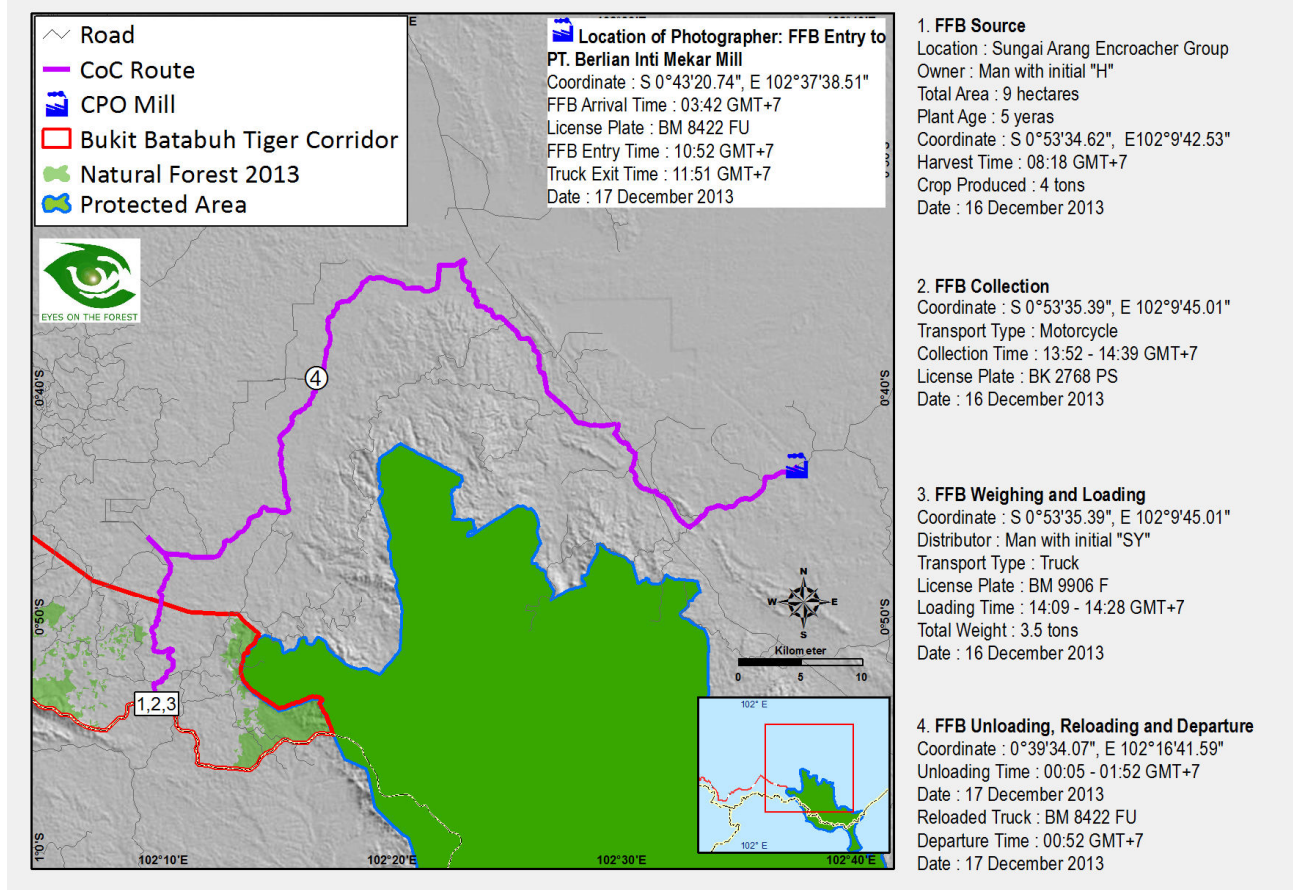 Road
CoC Route
CPO Mill
Bukit Batabuh Tiger Corridor
Natural Forest 2013
Protected Area
EYES ON THE FOREST
Location of Photographer: FFB Entry to
PT. Berlian Inti Mekar Mill
Coordinate : S 0°43'20.74", E 102°37'38.51"
FFB Arrival Time : 03:42 GMT+7
License Plate : BM 8422 FU
FFB Entry Time : 10:52 GMT+7
Truck Exit Time : 11:51 GMT+7
Date : 17 December 2013
4
1,2,3
0°40'S
0°50'S
1°0'S
0°40'S
0°50'S
N
W E
S
Kilometer
0 5 10
102° E
102° E
102°10'E
102°20'E
102°30'E
102°40'E
1. FFB Source
Location : Sungai Arang Encroacher Group
Owner : Man with initial "H"
Total Area : 9 hectares
Plant Age : 5 yeras
Coordinate : S 0°53'34.62", E102°9'42.53"
Harvest Time : 08:18 GMT+7
Crop Produced : 4 tons
Date : 16 December 2013
2. FFB Collection
Coordinate : S 0°53'35.39", E 102°9'45.01"
Transport Type : Motorcycle
Collection Time : 13:52 - 14:39 GMT+7
License Plate : BK 2768 PS
Date : 16 December 2013
3. FFB Weighing and Loading
Coordinate : S 0°53'35.39", E 102°9'45.01"
Distributor : Man with initial "SY"
Transport Type : Truck
License Plate : BM 9906 F
Loading Time : 14:09 - 14:28 GMT+7
Total Weight : 3.5 tons
Date : 16 December 2013
4. FFB Unloading, Reloading and Departure
Coordinate : 0°39'34.07", E 102°16'41.59"
Unloading Time : 00:05 - 01:52 GMT+7
Date : 17 December 2013
Reloaded Truck : BM 8422 FU
Departure Time : 00:52 GMT+7
Date : 17 December 2013